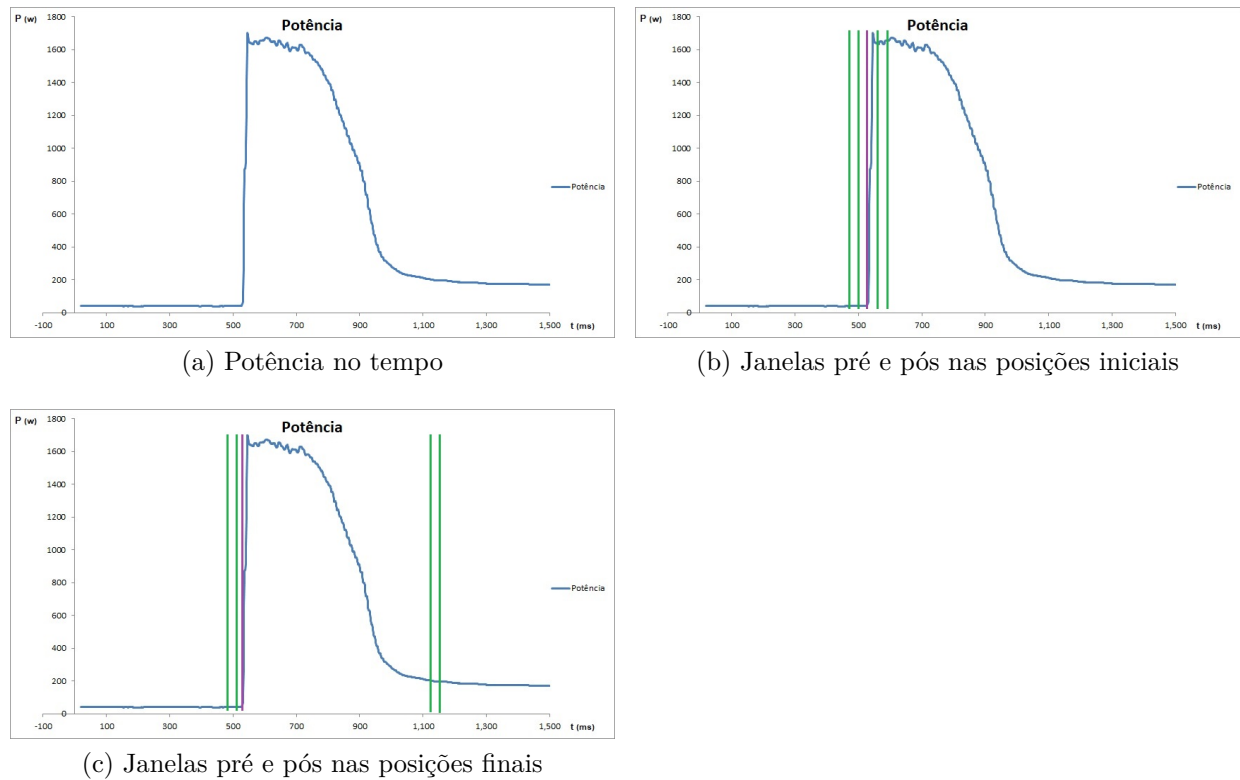 P (w)
Potência
1800
1600
1400
1200
1000
800
600
400
200
0
-100 100 300 500 700 900 1,100 1,300 1,500
t (ms)
Potência
(a) Potência no tempo
P (w)
Potência
1800
1600
1400
1200
1000
800
600
400
200
0
-100 100 300 500 700 900 1,100 1,300 1,500
t (ms)
Potência
(b) Janelas pré e pós nas posições iniciais
P (w)
Potência
1800
1600
1400
1200
1000
800
600
400
200
0
-100 100 300 500 700 900 1,100 1,300 1,500
t (ms)
Potência
(c) Janelas pré e pós nas posições finais